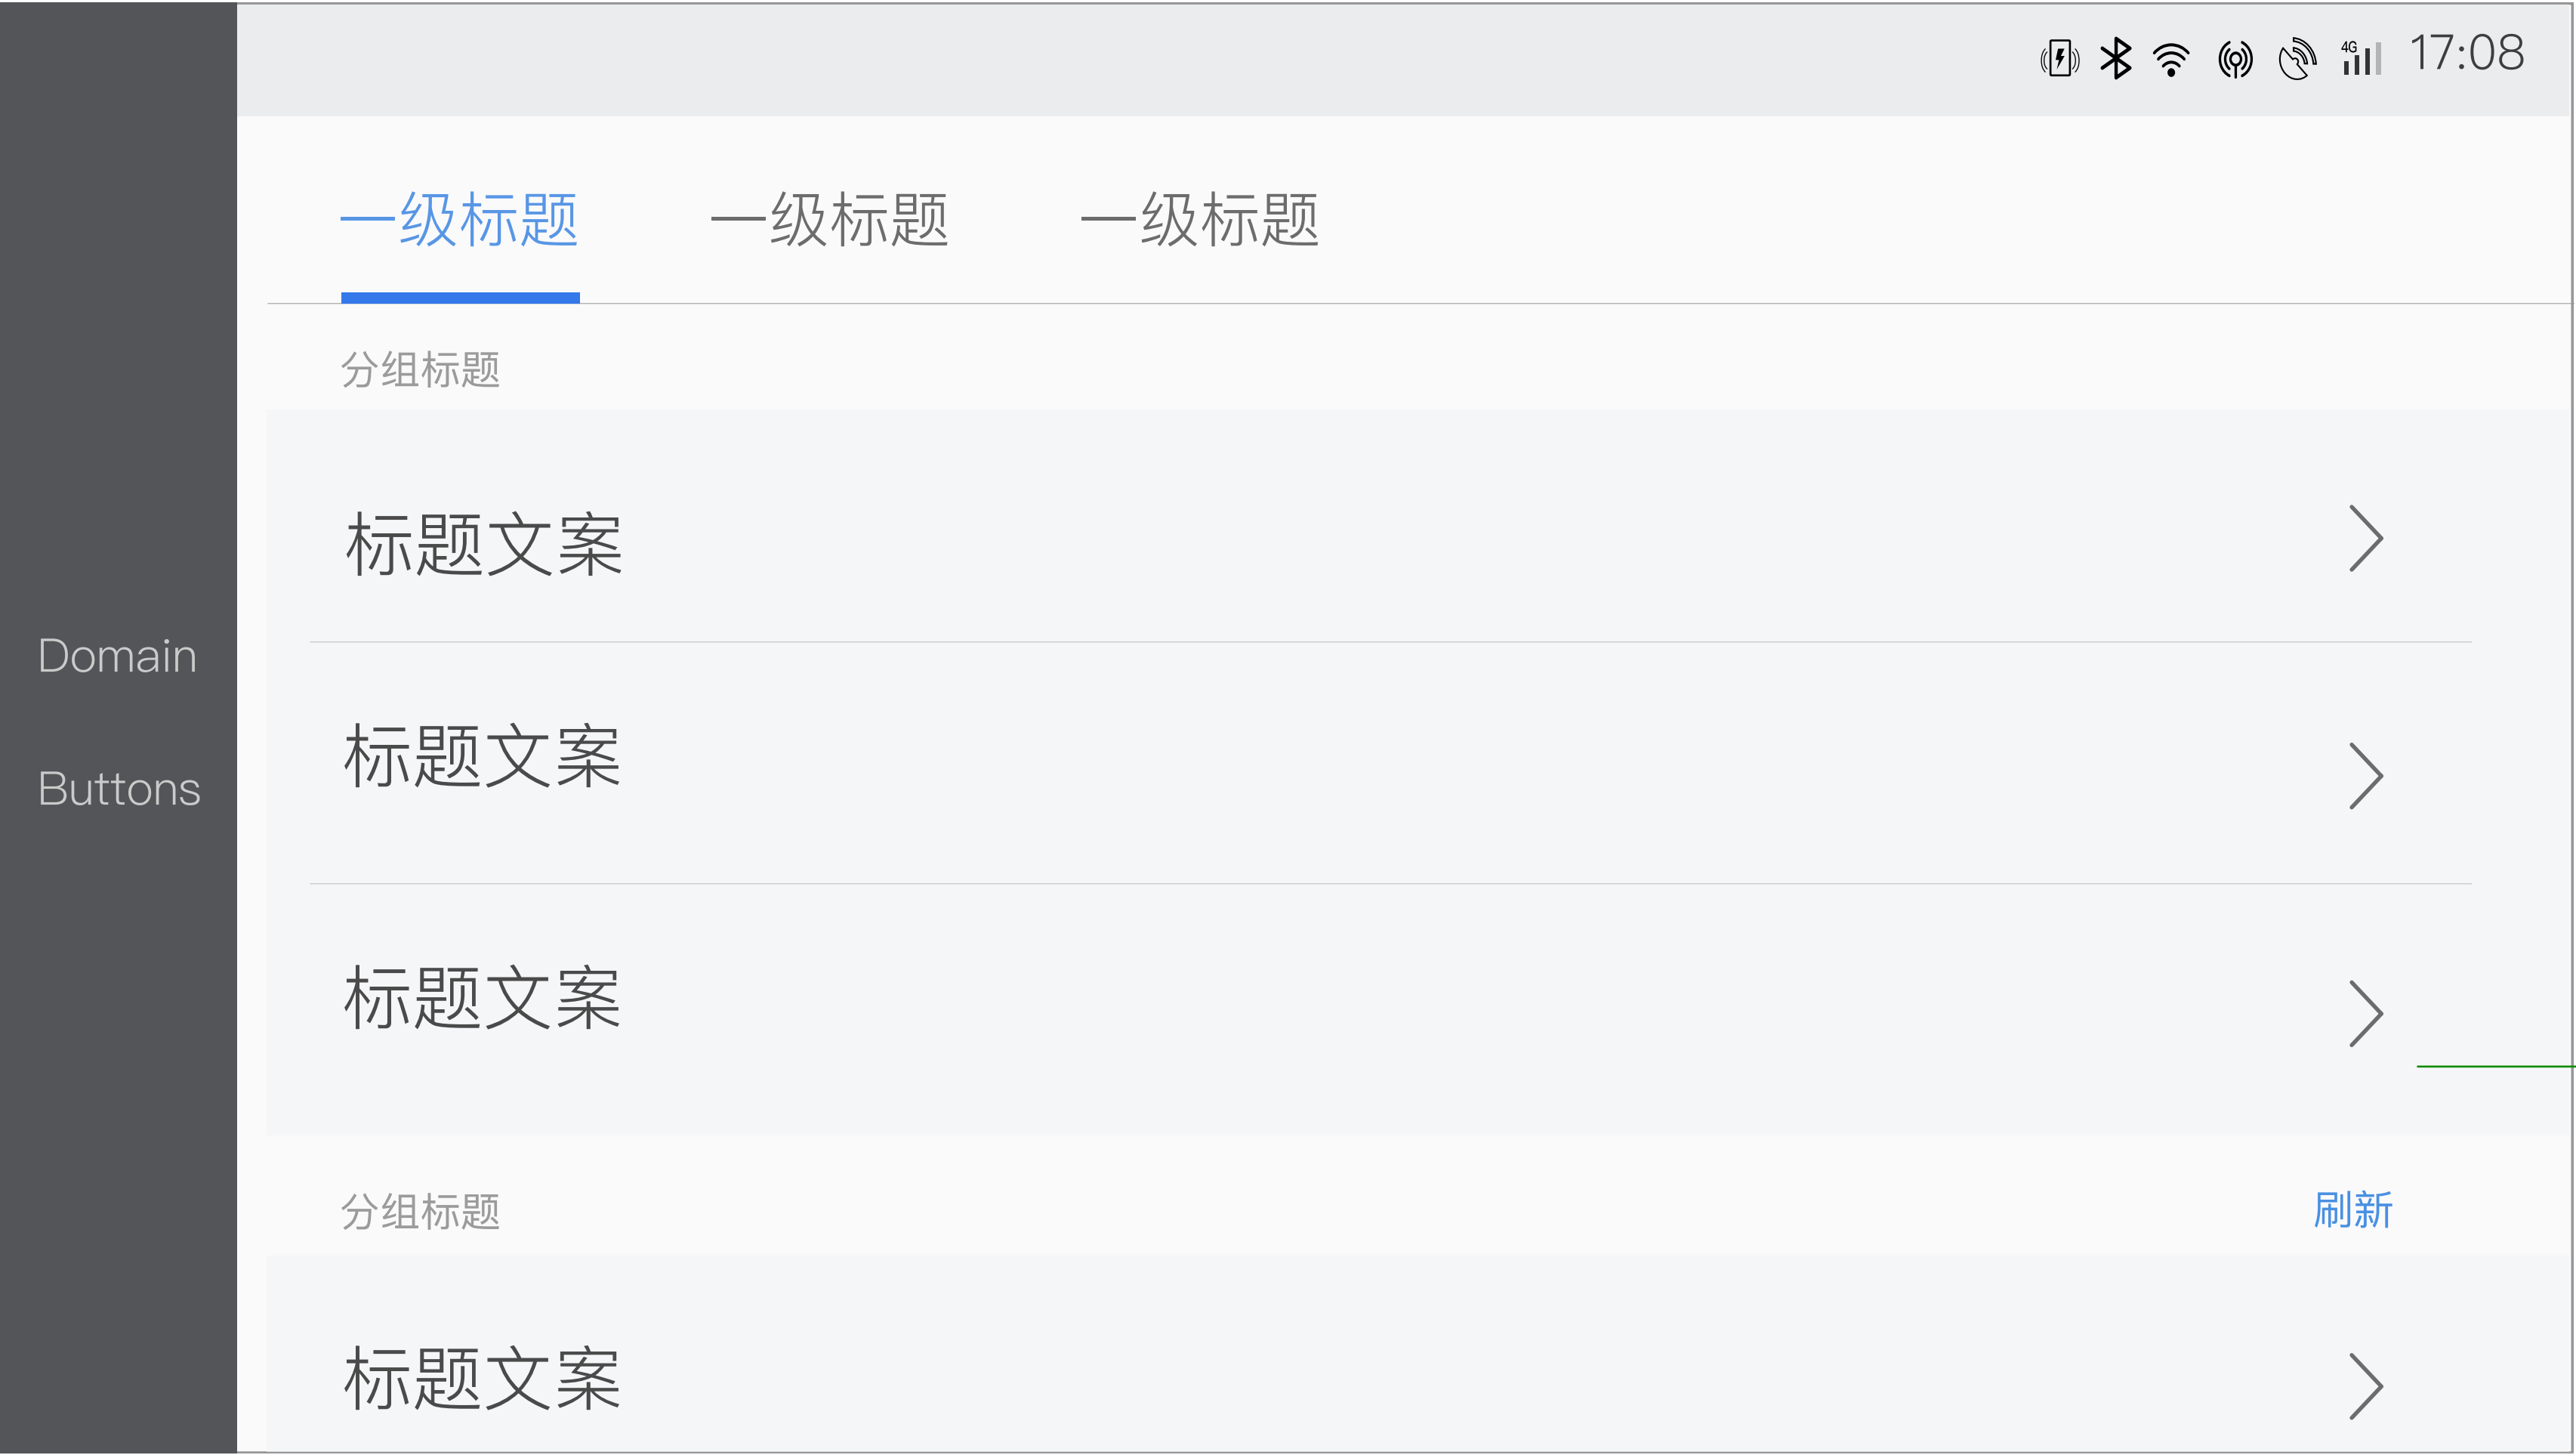 4G 17:08
一级标题 一级标题 一级标题
分组标题
标题文案
Domain
标题文案
Buttons
标题文案
分组标题 刷新
标题文案